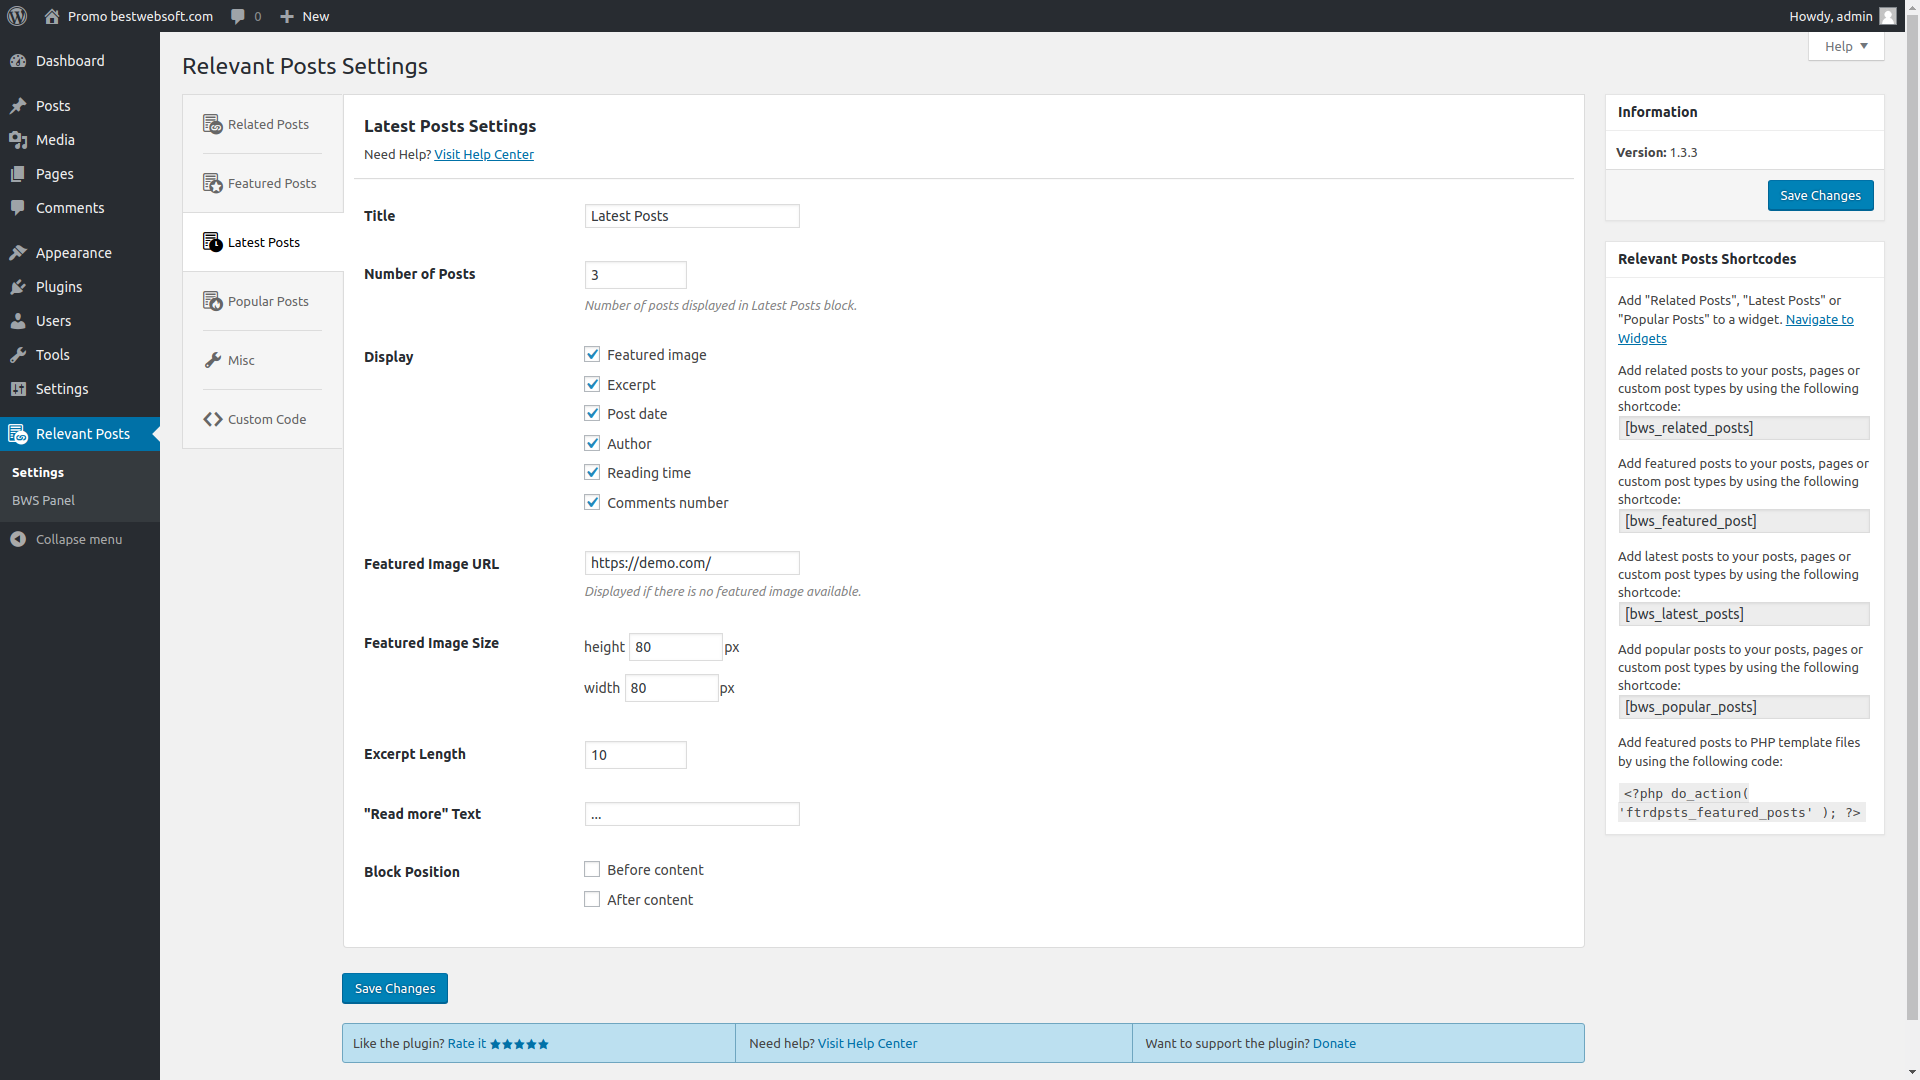 Promo bestwebsoft.com
0
New
Howdy, admin
Help
Dashboard
Posts
Media
Pages
Comments
Appearance
Plugins
Users
Tools
Settings
Relevant Posts
Settings
BWS Panel
Collapse menu
Relevant Posts Settings
Related Posts
Featured Posts
Latest Posts
Popular Posts
Misc
Custom Code
Latest Posts Settings
Need Help? Visit Help Center
Title
Latest Posts
Number of Posts
3
Number of posts displayed in Latest Posts block.
Display
Featured image
Excerpt
Post date
Author
Reading time
Comments number
Featured Image URL
https://demo.com/
Displayed if there is no featured image available.
Featured Image Size
height 80 px
width 80 px
Excerpt Length
10
"Read more" Text
...
Block Position
Before content
After content
Save Changes
Like the plugin? Rate it
Need help? Visit Help Center
Want to support the plugin? Donate
Information
Version: 1.3.3
Save Changes
Relevant Posts Shortcodes
Add "Related Posts", "Latest Posts" or
"Popular Posts" to a widget. Navigate to
Widgets
Add related posts to your posts, pages or
custom post types by using the following
shortcode:
[bws_related_posts]
Add featured posts to your posts, pages or
custom post types by using the following
shortcode:
[bws_featured_post]
Add latest posts to your posts, pages or
custom post types by using the following
shortcode:
[bws_latest_posts]
Add popular posts to your posts, pages or
custom post types by using the following
shortcode:
[bws_popular_posts]
Add featured posts to PHP template files
by using the following code:
<?php do_action(
'ftrdpsts_featured_posts' ); ?>